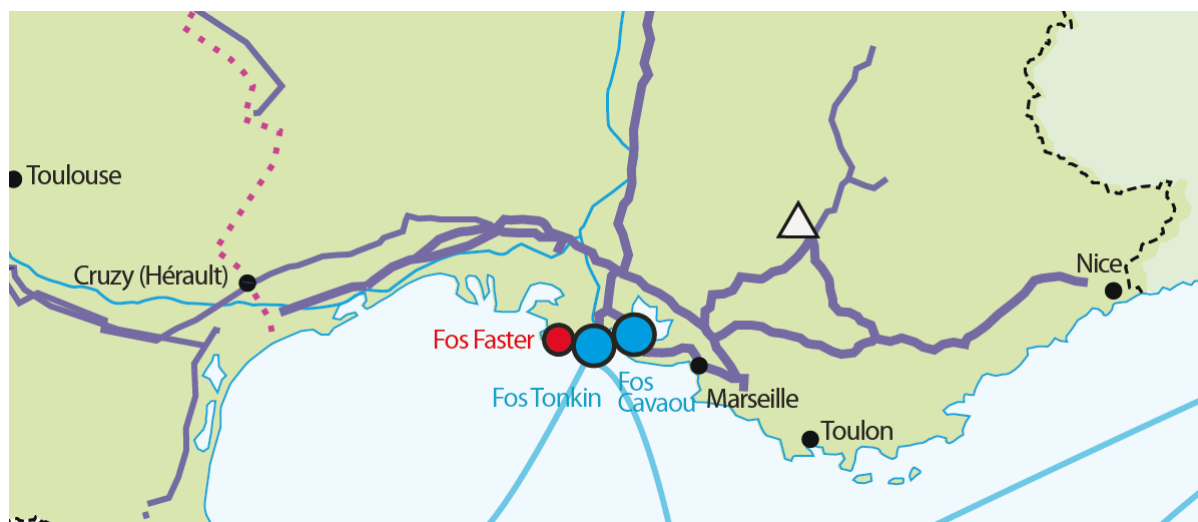 Toulouse
Cruzy (Hérault)
Nice
Fos Faster
Fos Tonkin
Fos
Cavaou
Marseille
Toulon